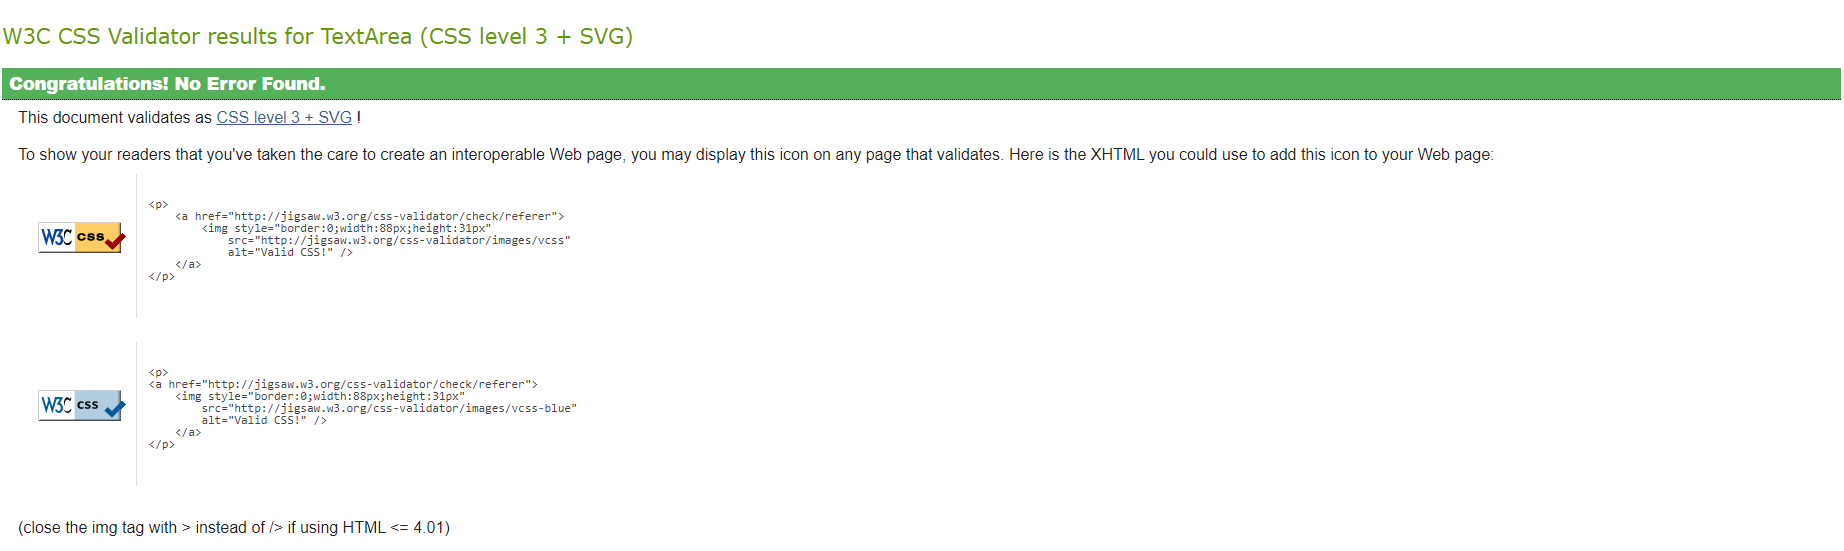 W3C CSS Validator results for TextArea (CSS level 3 + SVG)
Congratulations! No Error Found.
This document validates as CSS level 3 + SVG !
To show your readers that you've taken the care to create an interoperable Web page, you may display this icon on any page that validates. Here is the XHTML you could use to add this icon to your Web page:
W3C css
<p>
<a href="http://jigsaw.w3.org/css-validator/check/referer">
<img style="border:0;width:88px;height:31px"
src="http://jigsaw.w3.org/css-validator/images/vcss"
alt="Valid CSS!" />
</a>
</p>
W3C css
<p>
<a href="http://jigsaw.w3.org/css-validator/check/referer">
<img style="border:0;width:88px;height:31px"
src="http://jigsaw.w3.org/css-validator/images/vcss-blue"
alt="Valid CSS!" />
</a>
</p>
(close the img tag with > instead of /> if using HTML <= 4.01)